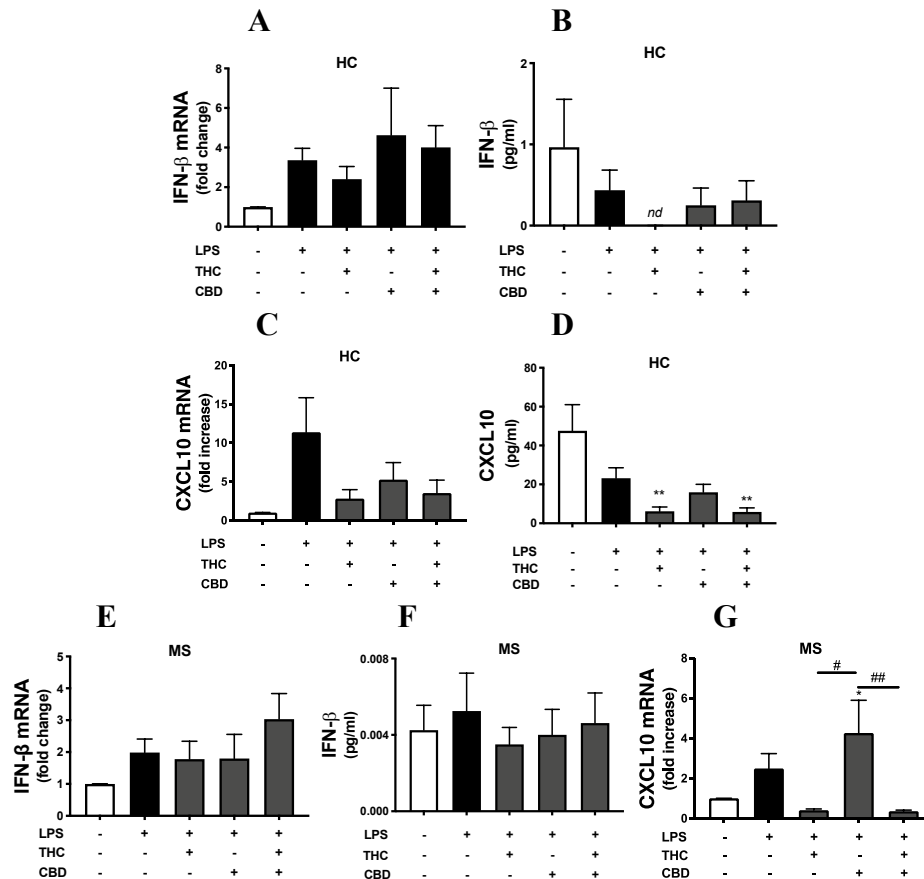 A
HC
IFN-β mRNA
(fold change)
8
6
4
2
0
LPS - + + + +
THC - - + - +
CBD - - - + +
B
HC
IFN-β
(pg/ml)
2
1
0
nd
LPS - + + + +
THC - - + - +
CBD - - - + +
C
HC
CXCL10 mRNA
(fold increase)
20
15
10
5
0
LPS - + + + +
THC - - + - +
CBD - - - + +
D
HC
CXCL10
(pg/ml)
80
60
40
20
0
** **
LPS - + + + +
THC - - + - +
CBD - - - + +
E
MS
IFN-β mRNA
(fold change)
5
4
3
2
1
0
LPS - + + + +
THC - - + - +
CBD - - - + +
F
MS
IFN-β
(pg/ml)
0.008
0.004
0.000
LPS - + + + +
THC - - + - +
CBD - - - + +
G
MS
CXCL10 mRNA
(fold increase)
8
6
4
2
0
# ##
*
LPS - + + + +
THC - - + - +
CBD - - - + +